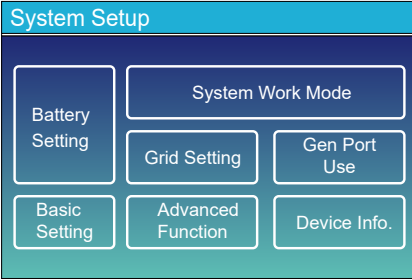 System Setup
Battery
Setting
System Work Mode
Grid Setting
Gen Port
Use
Basic
Setting
Advanced
Function
Device Info.